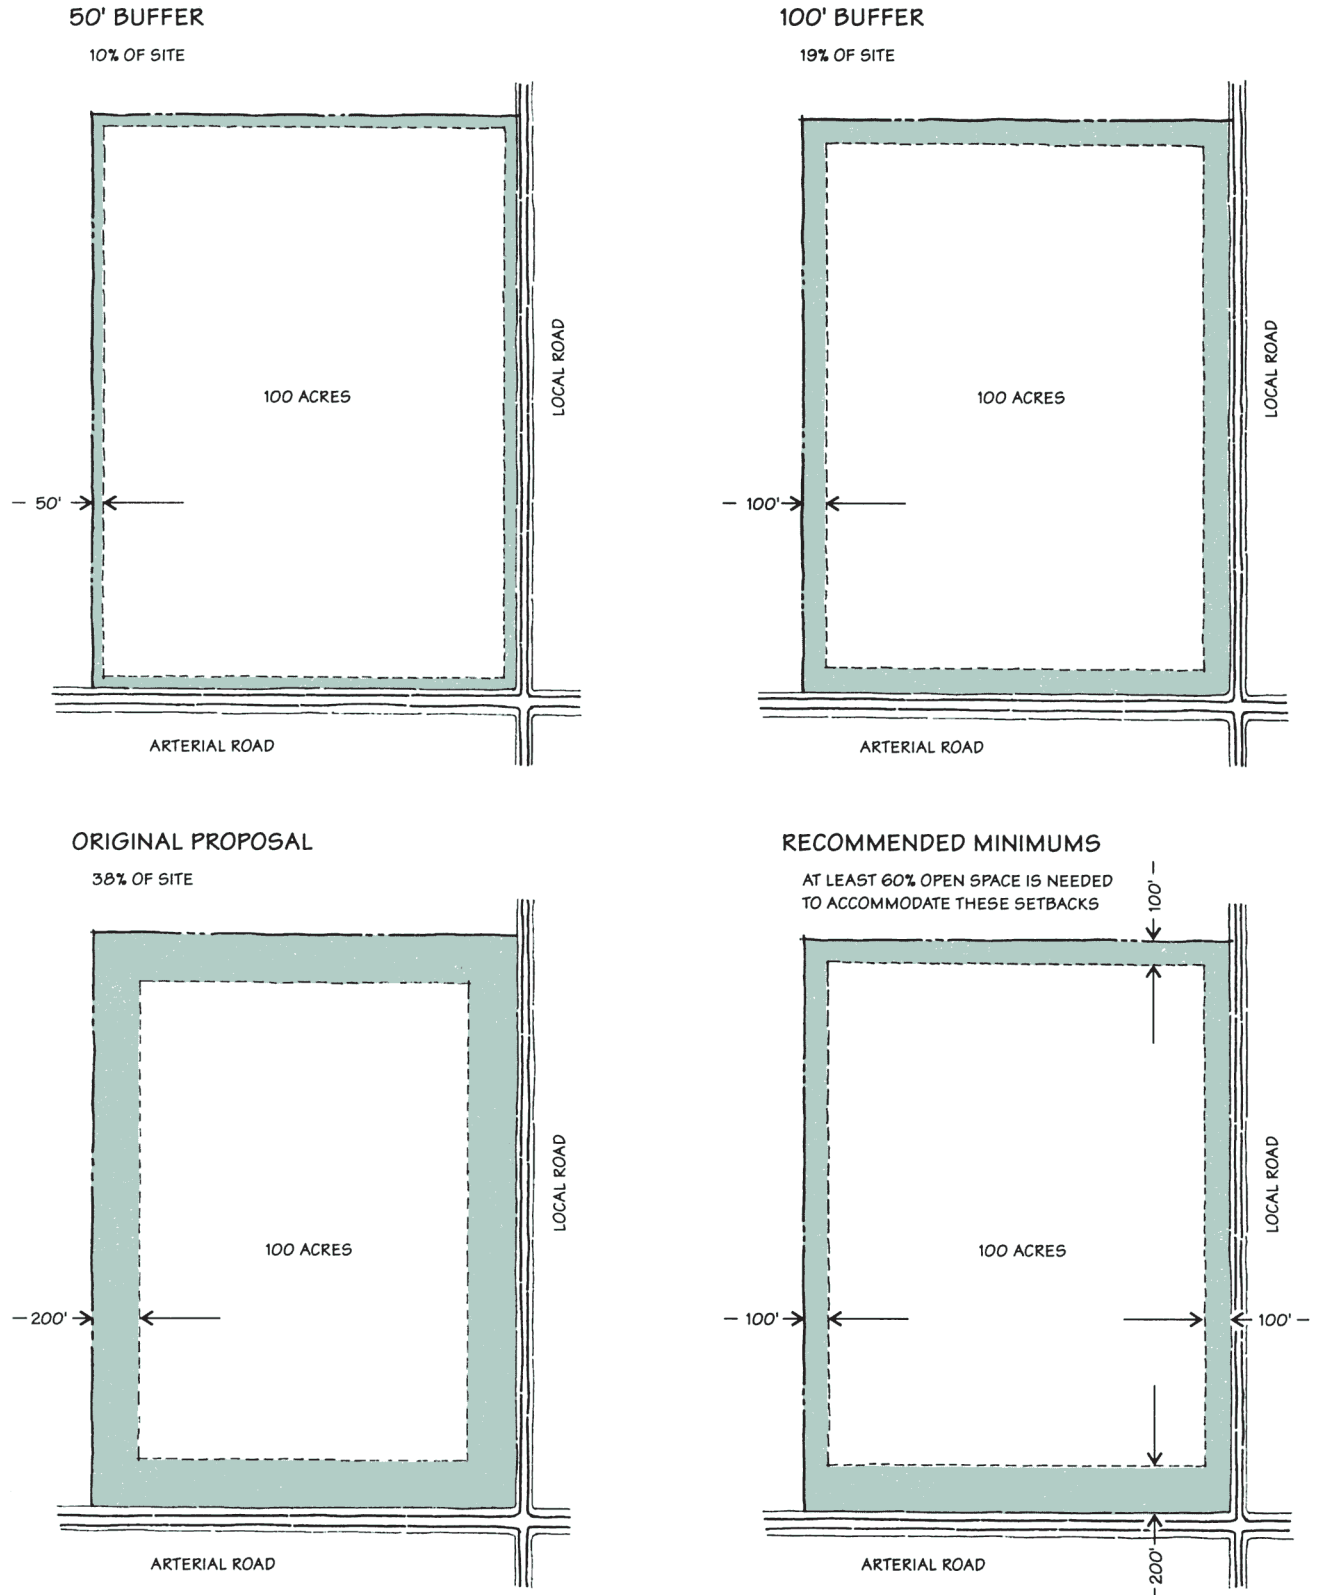 50' BUFFER
10% OF SITE
LOCAL ROAD
100 ACRES
50'
ARTERIAL ROAD
100' BUFFER
19% OF SITE
LOCAL ROAD
100 ACRES
100'
ARTERIAL ROAD
ORIGINAL PROPOSAL
38% OF SITE
LOCAL ROAD
100 ACRES
200'
ARTERIAL ROAD
RECOMMENDED MINIMUMS
AT LEAST 60% OPEN SPACE IS NEEDED
TO ACCOMMODATE THESE SETBACKS
100'
LOCAL ROAD
100 ACRES
100'
100'
ARTERIAL ROAD
200'